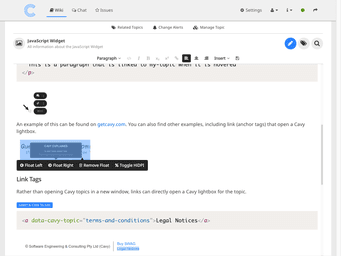 Wiki Chat Issues Settings
Related Topics Change Alerts Manage Topic
JavaScript Widget
All information about the JavaScript Widget
Paragraph B Insert
This is a paragraph that is linked to my-topic when it is hovered
</p>
An example of this can be found on getcavy.com. You can also find other examples, including link (anchor tags) that open a Cavy
lightbox.
Float Left Float Right Remove Float Toggle HiDPI
Link Tags
Rather than opening Cavy topics in a new window, links can directly open a Cavy lightbox for the topic.
<a data-cavy-topic="terms-and-conditions">Legal Notices</a>
© Software Engineering & Consulting Pty Ltd (Cavy)
Legal Notices